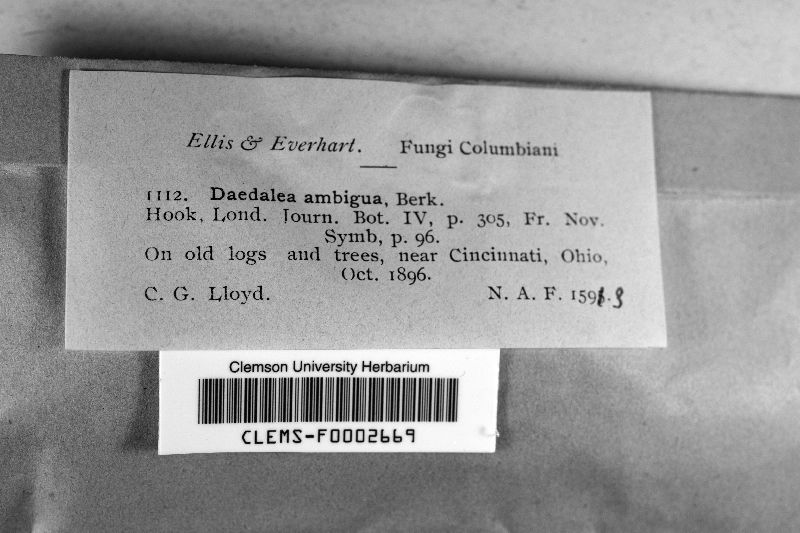 Ellis & Everhart. Fungi Columbiani
1112. Daedalea ambigua, Berk.
Hook, Lond. Journ. Bot. IV, p. 305, Fr. Nov.
Symb, p. 96.
On old logs and trees, near Cincinnati, Ohio,
Oct. 1896.
C. G. Lloyd. N. A. F.
Clemson University Herbarium
CLEMS-F0002669